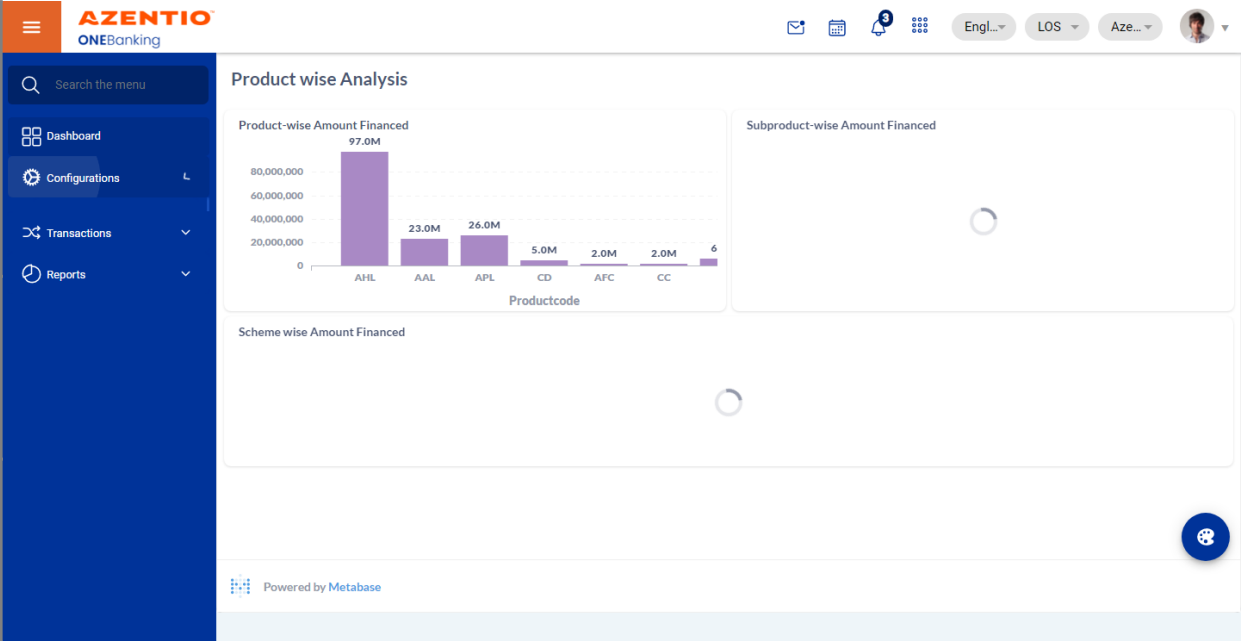 AZENTIO™
ONEBanking
3
Engl...
LOS
Aze...
Search the menu
Dashboard
Configurations
Transactions
Reports
Product wise Analysis
Product-wise Amount Financed
97.0M
80,000,000
60,000,000
40,000,000
20,000,000
0
23.0M
26.0M
5.0M
2.0M
2.0M
6
AHL
AAL
APL
CD
AFC
CC
Productcode
Subproduct-wise Amount Financed
Scheme wise Amount Financed
Powered by Metabase